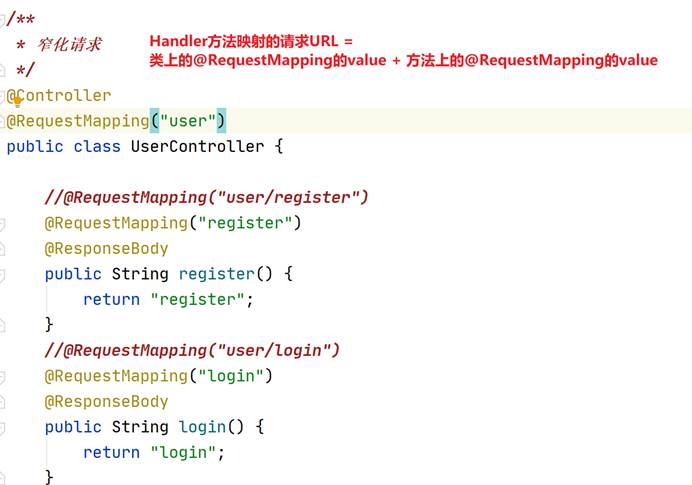 /**
 * 窄化请求
Handler方法映射的请求URL =
类上的@RequestMapping的value + 方法上的@RequestMapping的value
 */
@Controller
@RequestMapping("user")
public class UserController {
    //@RequestMapping("user/register")
    @RequestMapping("register")
    @ResponseBody
    public String register() {
        return "register";
    }
    //@RequestMapping("user/login")
    @RequestMapping("login")
    @ResponseBody
    public String login() {
        return "login";
    }